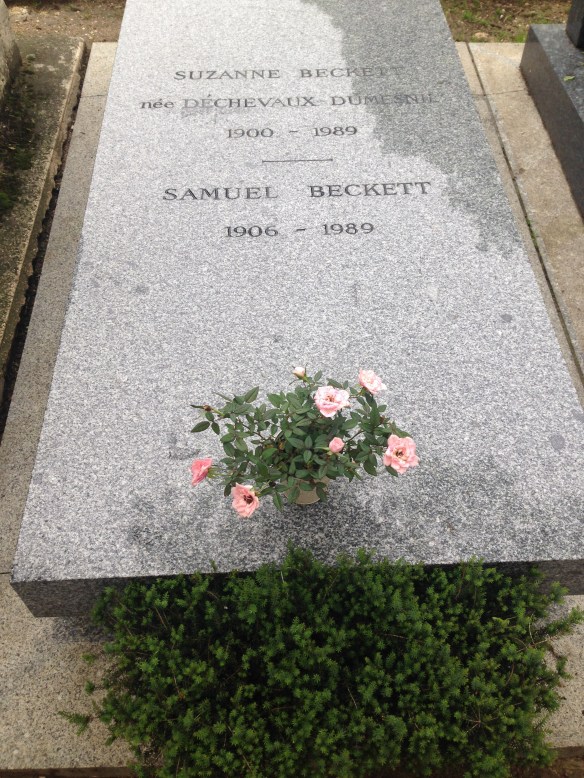 SUZANNE BECKETT
née DÉCHEVAUX-DUMESNIL
1900 - 1989
SAMUEL BECKETT
1906 - 1989